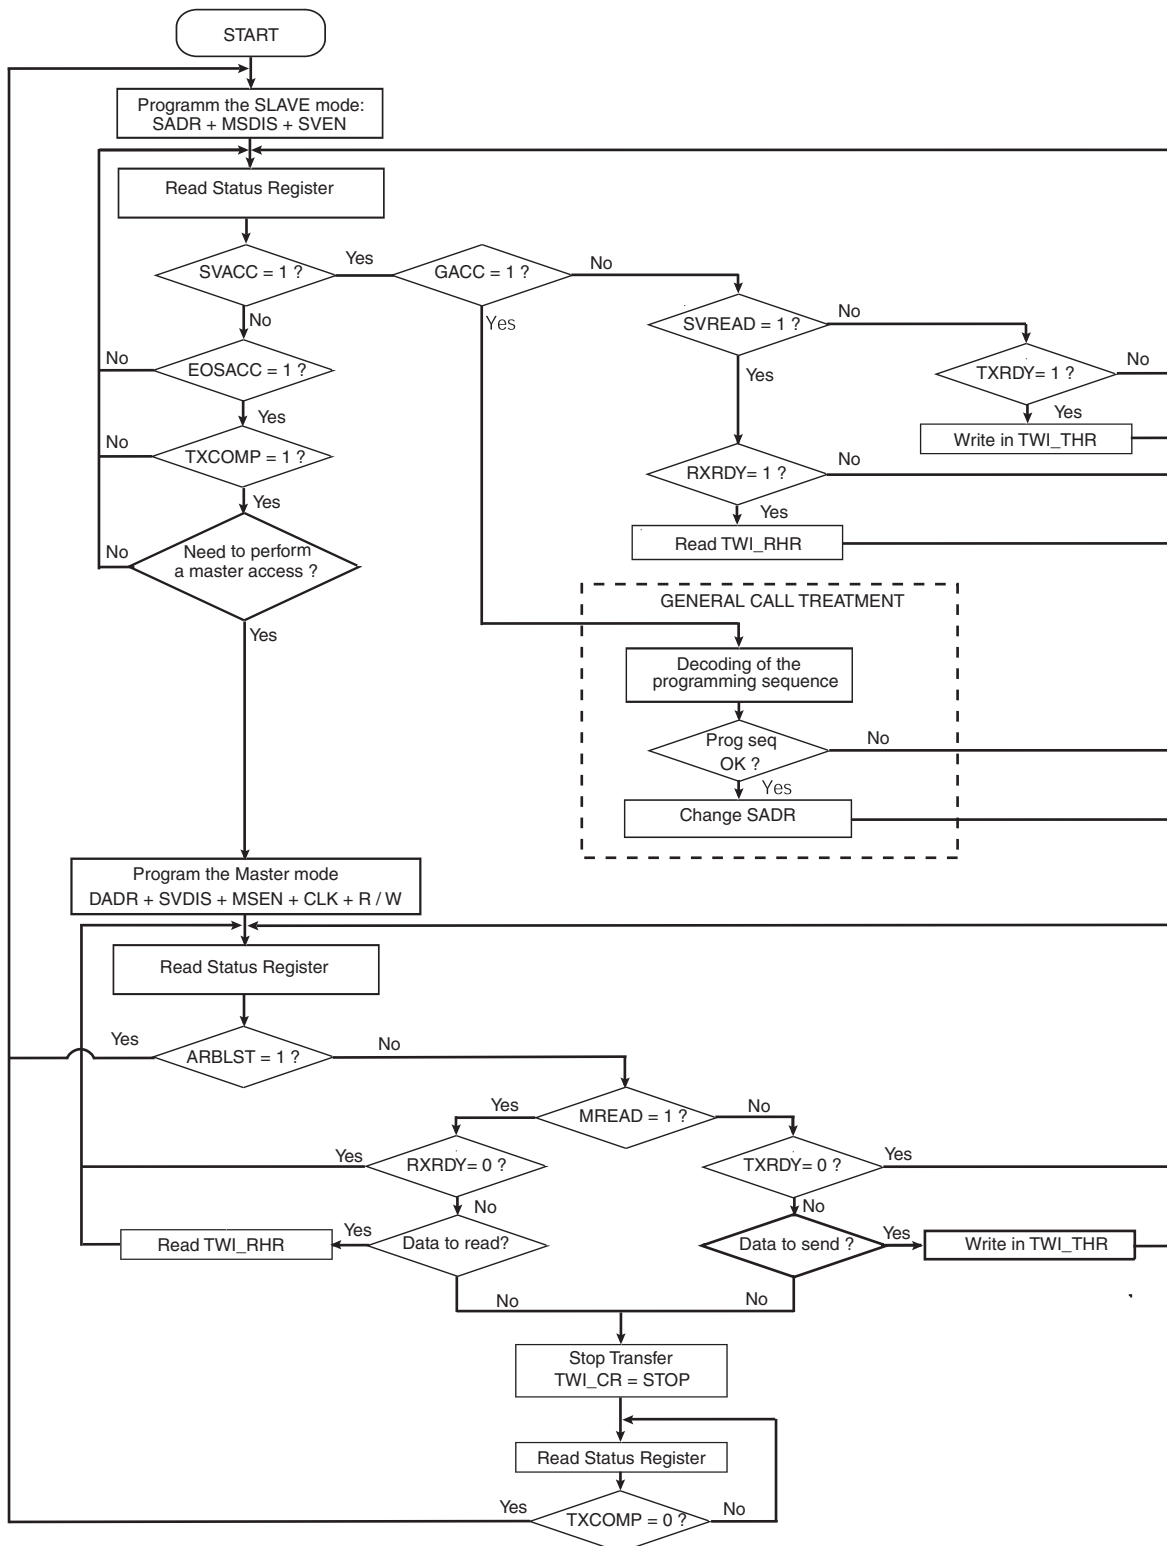 START
Programm the SLAVE mode:
SADR + MSDIS + SVEN
Read Status Register
SVACC = 1 ?
Yes
GACC = 1 ?
No
No
Yes
SVREAD = 1 ?
No
No
EOSACC = 1 ?
Yes
TXRDY= 1 ?
No
Yes
Yes
Write in TWI_THR
No
TXCOMP = 1 ?
RXRDY= 1 ?
No
Yes
Yes
Read TWI_RHR
No
Need to perform
a master access ?
Yes
GENERAL CALL TREATMENT
Decoding of the
programming sequence
Prog seq
OK ?
No
Yes
Change SADR
Program the Master mode
DADR + SVDIS + MSEN + CLK + R / W
Read Status Register
Yes
ARBLST = 1 ?
No
Yes
MREAD = 1 ?
No
Yes
RXRDY= 0 ?
TXRDY= 0 ?
Yes
No
No
Read TWI_RHR
Yes
Data to read?
Data to send ?
Yes
Write in TWI_THR
No
No
Stop Transfer
TWI_CR = STOP
Read Status Register
Yes
TXCOMP = 0 ?
No